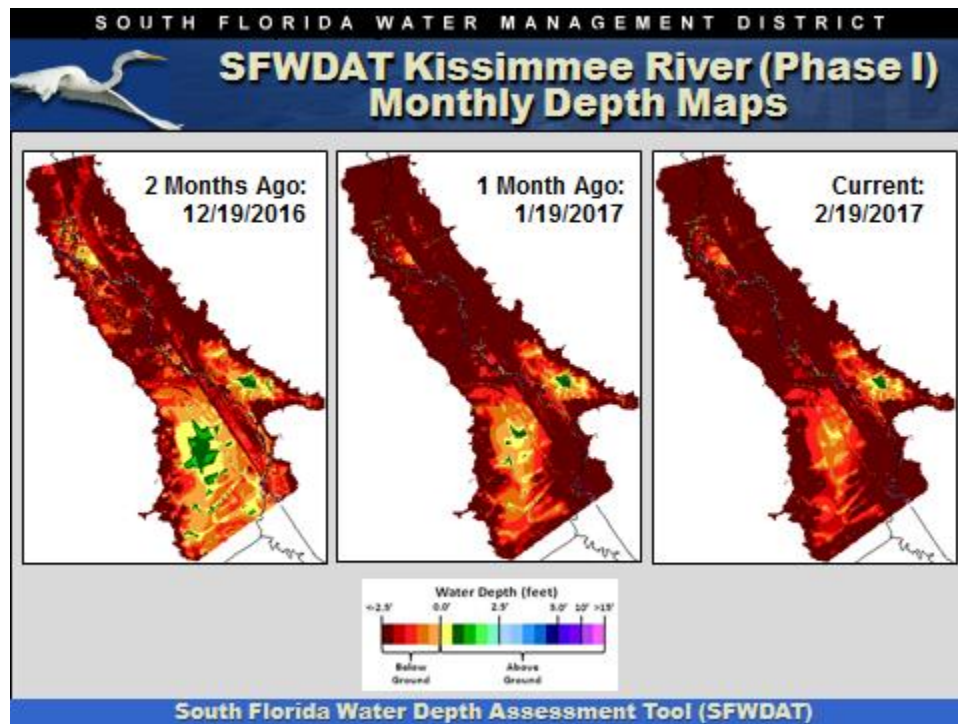 SOUTH FLORIDA WATER MANAGEMENT DISTRICT
SFWDAT Kissimmee River (Phase I)
Monthly Depth Maps
2 Months Ago:
12/19/2016
1 Month Ago:
1/19/2017
Current:
2/19/2017
Water Depth (feet)
<-2.5' 0.0' 2.5' 5.0' 10' >15'
Below
Ground
Above
Ground
South Florida Water Depth Assessment Tool (SFWDAT)